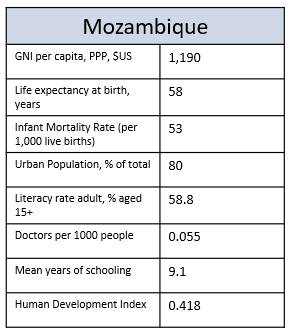 Mozambique
GNI per capita, PPP, $US 1,190
Life expectancy at birth, 58
years
Infant Mortality Rate (per 53
1,000 live births)
Urban Population, % of total 80
Literacy rate adult, % aged 58.8
15+
Doctors per 1000 people 0.055
Mean years of schooling 9.1
Human Development Index 0.418